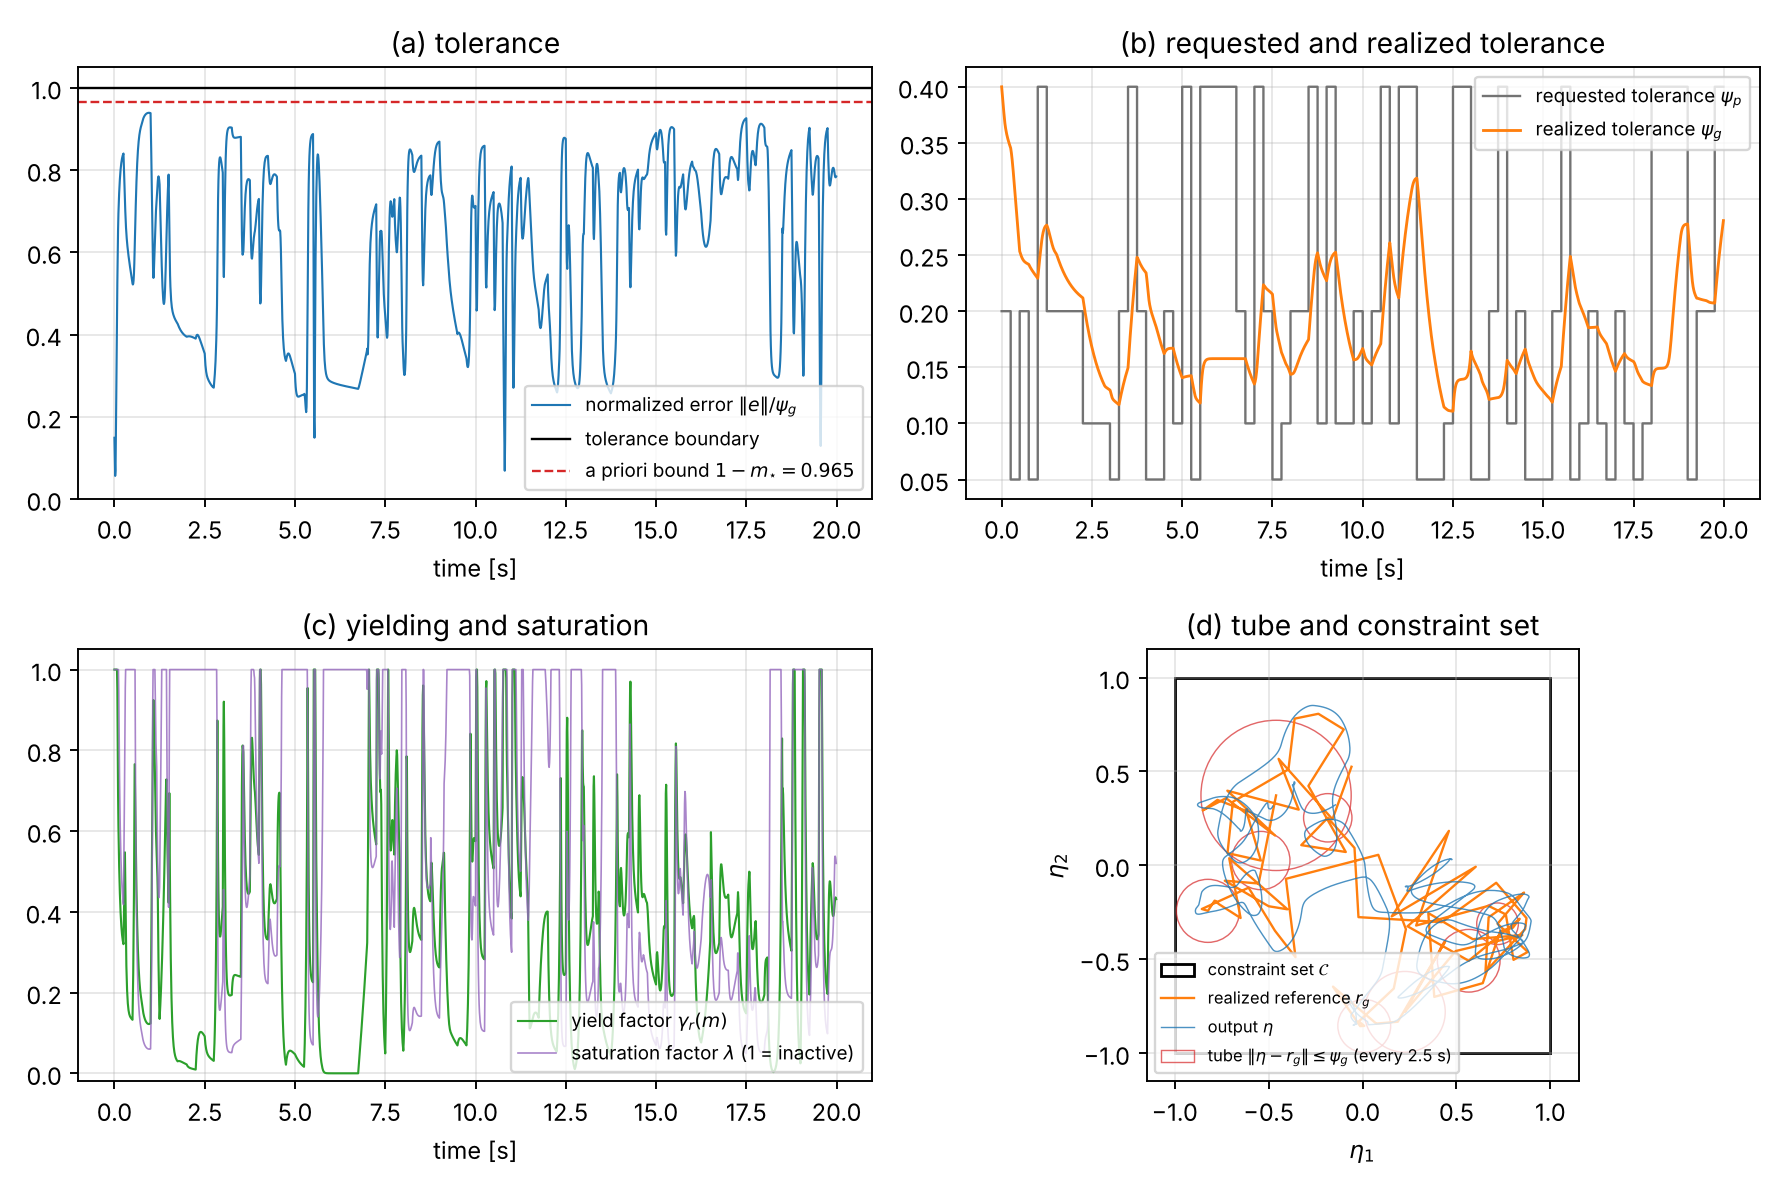 (a) tolerance
1.0
0.8
0.6
0.4
0.2
0.0
normalized error ‖e‖/ψ_g
tolerance boundary
a priori bound 1 − m⋆ = 0.965
0.0 2.5 5.0 7.5 10.0 12.5 15.0 17.5 20.0
time [s]
(b) requested and realized tolerance
0.40
0.35
0.30
0.25
0.20
0.15
0.10
0.05
requested tolerance ψ_p
realized tolerance ψ_g
0.0 2.5 5.0 7.5 10.0 12.5 15.0 17.5 20.0
time [s]
(c) yielding and saturation
1.0
0.8
0.6
0.4
0.2
0.0
yield factor γ_r(m)
saturation factor λ (1 = inactive)
0.0 2.5 5.0 7.5 10.0 12.5 15.0 17.5 20.0
time [s]
(d) tube and constraint set
1.0
0.5
0.0
−0.5
−1.0
η₂
constraint set 𝒞
realized reference r_g
output η
tube ‖η − r_g‖ ≤ ψ_g (every 2.5 s)
−1.0 −0.5 0.0 0.5 1.0
η₁